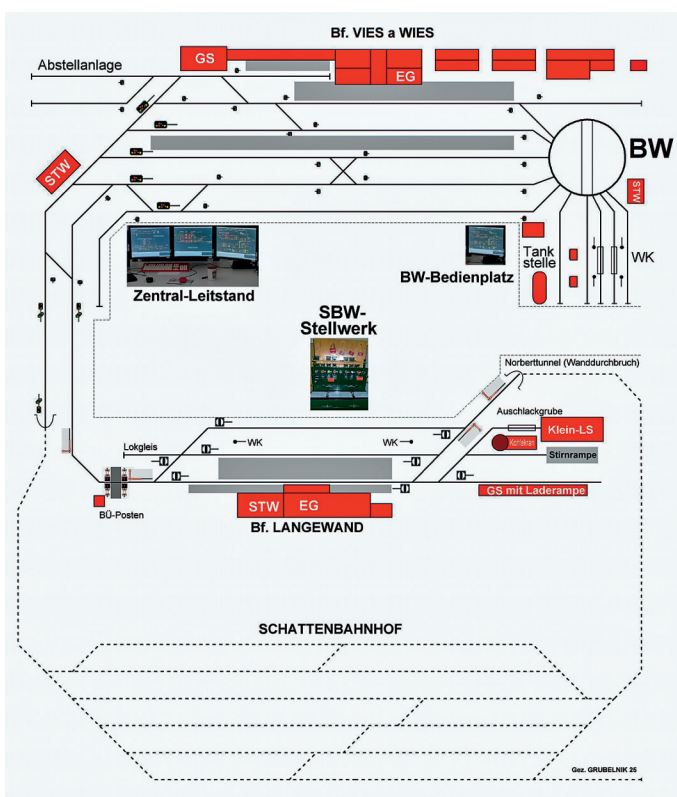 Bf. VIES a WIES
GS
Abstellanlage
EG
BW
STW
STW
Tank
stelle
WK
BW-Bedienplatz
Zentral-Leitstand
SBW-
Stellwerk
Norberttunnel (Wanddurchbruch)
Auschlackgrube
Klein-LS
Kohlekran
Lokgleis
WK
WK
Stirnrampe
GS mit Laderampe
BÜ-Posten
STW
EG
Bf. LANGEWAND
SCHATTENBAHNHOF
Gez. GRUBELNIK 25